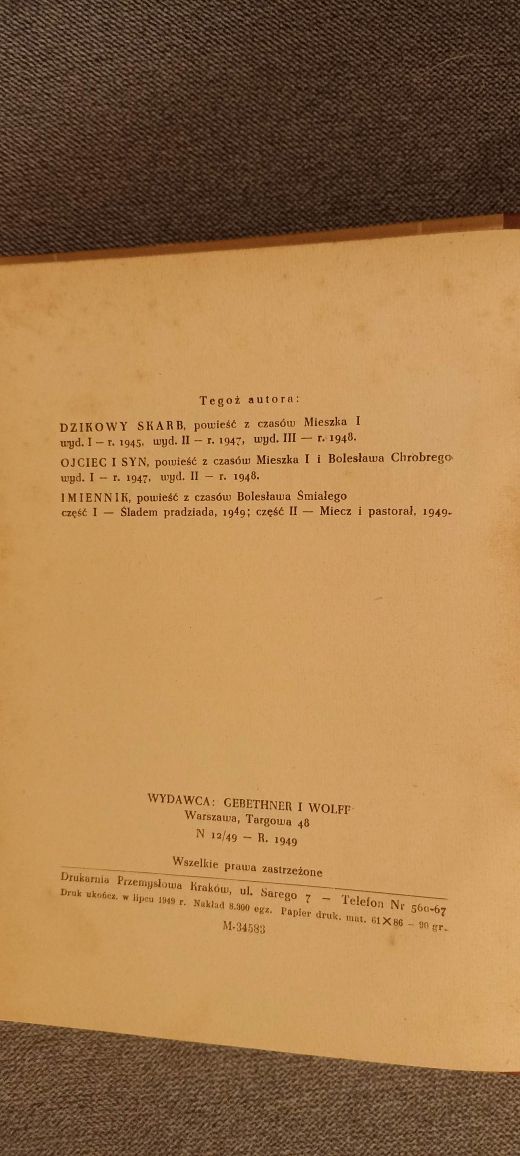 Tegoż autora:
DZIKOWY SKARB, powieść z czasów Mieszka I
wyd. I — r. 1945, wyd. II — r. 1947, wyd. III — r. 1948.
OJCIEC I SYN, powieść z czasów Mieszka I i Bolesława Chrobrego
wyd. I — r. 1947, wyd. II — r. 1948.
IMIENNIK, powieść z czasów Bolesława Śmiałego
część I — Śladem pradziada, 1949; część II — Miecz i pastorał, 1949.
WYDAWCA: GEBETHNER I WOLFF
Warszawa, Targowa 48
N 12/49 — R. 1949
Wszelkie prawa zastrzeżone
Drukarnia Przemysłowa Kraków, ul. Sarego 7 — Telefon Nr 560-67
Druk ukończ. w lipcu 1949 r. Nakład 8.900 egz. Papier druk. mat. 61X86 — 90 gr.
M-34583